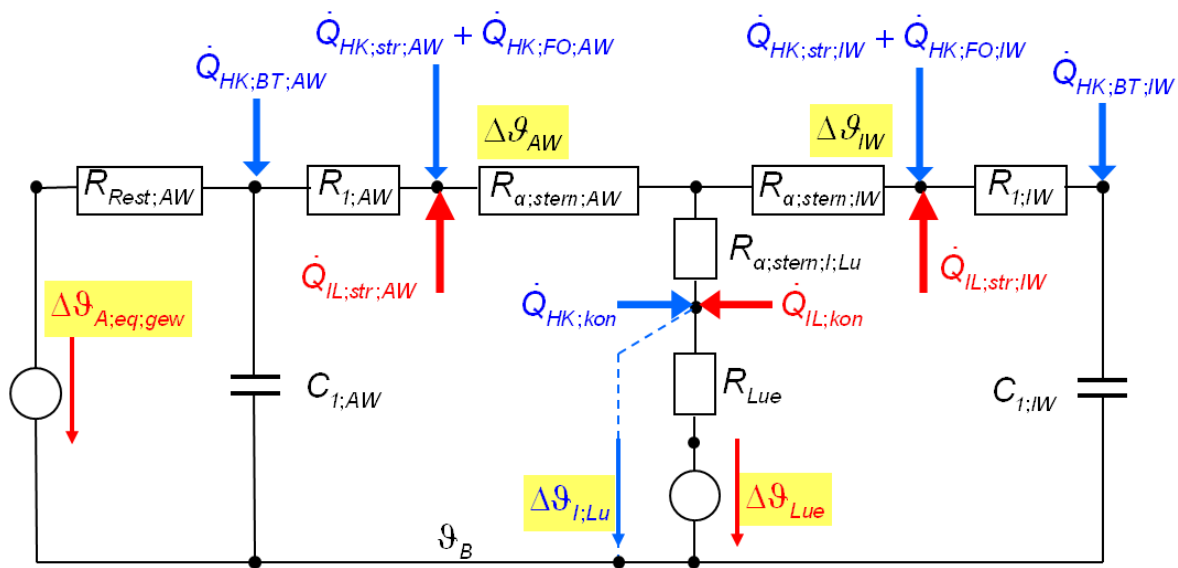 Q̇HK;str;AW + Q̇HK;FO;AW
Q̇HK;str;IW + Q̇HK;FO;IW
Q̇HK;BT;AW
Q̇HK;BT;IW
ΔϑAW
ΔϑIW
RRest;AW
R1;AW
Rα;stern;AW
Rα;stern;IW
R1;IW
Rα;stern;I;Lu
Q̇IL;str;AW
Q̇IL;str;IW
ΔϑA;eq;gew
Q̇HK;kon
Q̇IL;kon
C1;AW
RLue
C1;IW
ΔϑI;Lu
ΔϑLue
ϑB